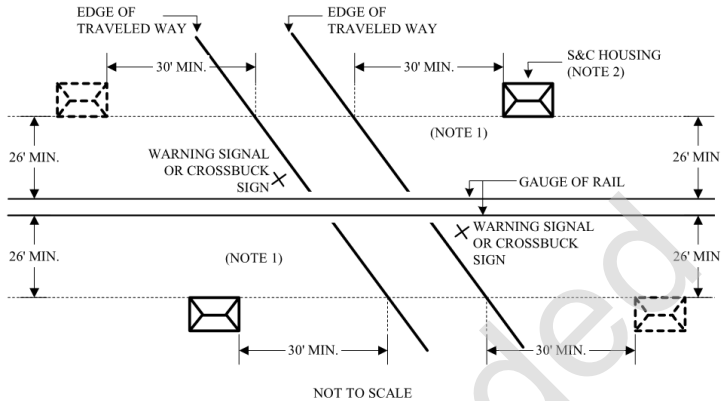 EDGE OF
TRAVELED WAY
EDGE OF
TRAVELED WAY
30' MIN.
30' MIN.
S&C HOUSING
(NOTE 2)
26' MIN.
(NOTE 1)
26' MIN
WARNING SIGNAL
OR CROSSBUCK
SIGN
GAUGE OF RAIL
WARNING SIGNAL
OR CROSSBUCK
SIGN
26' MIN.
(NOTE 1)
26' MIN
30' MIN.
30' MIN.
NOT TO SCALE
ded